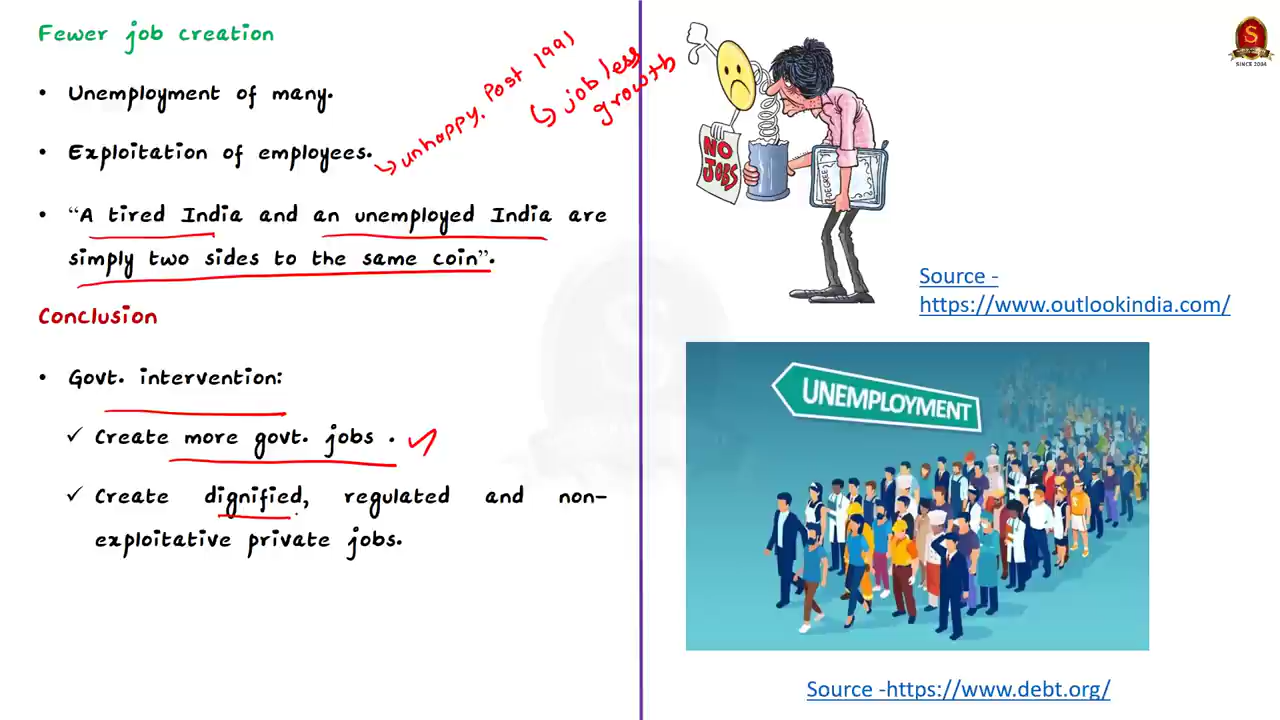 Fewer job creation
• Unemployment of many.
• Exploitation of employees.
↳ unhappy. Post 1991
↳ jobless
growth
• “A tired India and an unemployed India are
simply two sides to the same coin”.
Conclusion
• Govt. intervention:
✓ Create more govt. jobs .
✓ Create dignified, regulated and non-
exploitative private jobs.
NO
JOBS
DEGREE
S
SINCE 2004
Source -
https://www.outlookindia.com/
UNEMPLOYMENT
Source -https://www.debt.org/